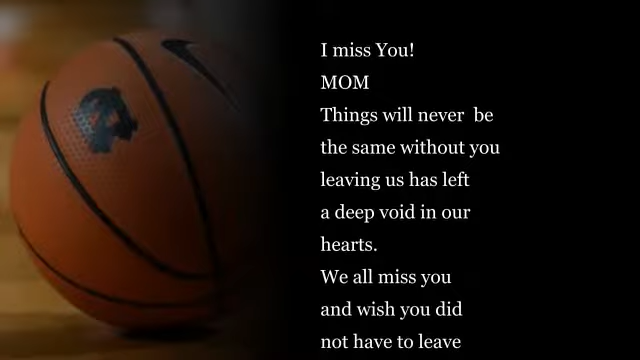 I miss You!
MOM
Things will never be
the same without you
leaving us has left
a deep void in our
hearts.
We all miss you
and wish you did
not have to leave